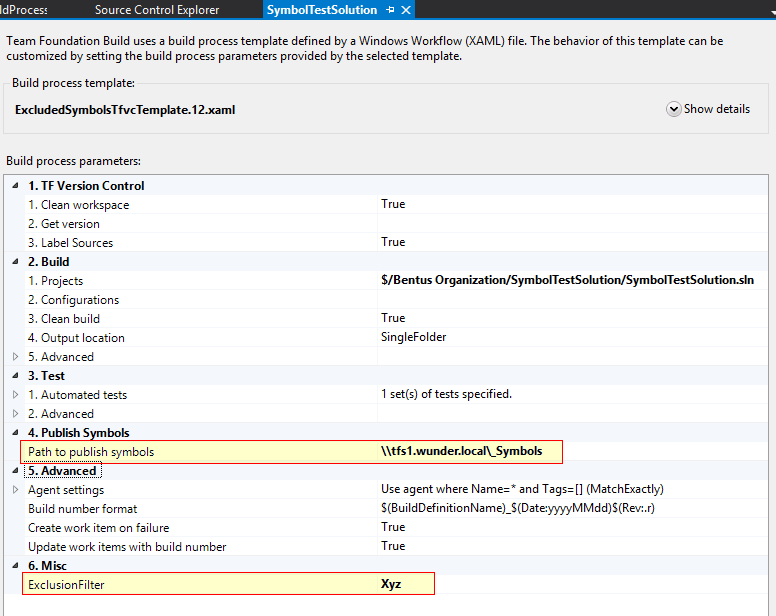 ldProcess
Source Control Explorer
SymbolTestSolution
Team Foundation Build uses a build process template defined by a Windows Workflow (XAML) file. The behavior of this template can be
customized by setting the build process parameters provided by the selected template.
Build process template:
ExcludedSymbolsTfvcTemplate.12.xaml
Show details
Build process parameters:
1. TF Version Control
1. Clean workspace True
2. Get version
3. Label Sources True
2. Build
1. Projects $/Bentus Organization/SymbolTestSolution/SymbolTestSolution.sln
2. Configurations
3. Clean build True
4. Output location SingleFolder
5. Advanced
3. Test
1. Automated tests 1 set(s) of tests specified.
2. Advanced
4. Publish Symbols
Path to publish symbols \\tfs1.wunder.local\_Symbols
5. Advanced
Agent settings Use agent where Name=* and Tags=[] (MatchExactly)
Build number format $(BuildDefinitionName)_$(Date:yyyyMMdd)$(Rev:.r)
Create work item on failure True
Update work items with build number True
6. Misc
ExclusionFilter Xyz